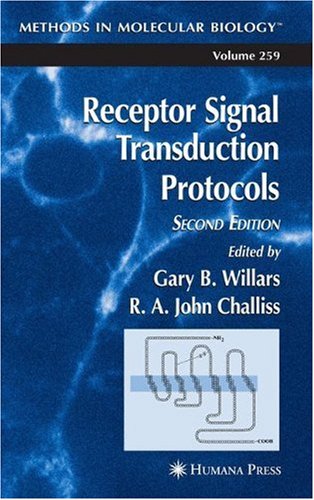 METHODS IN MOLECULAR BIOLOGY™
Volume 259
Receptor Signal
Transduction
Protocols
SECOND EDITION
Edited by
Gary B. Willars
R. A. John Challiss
NH2
COOH
HUMANA PRESS